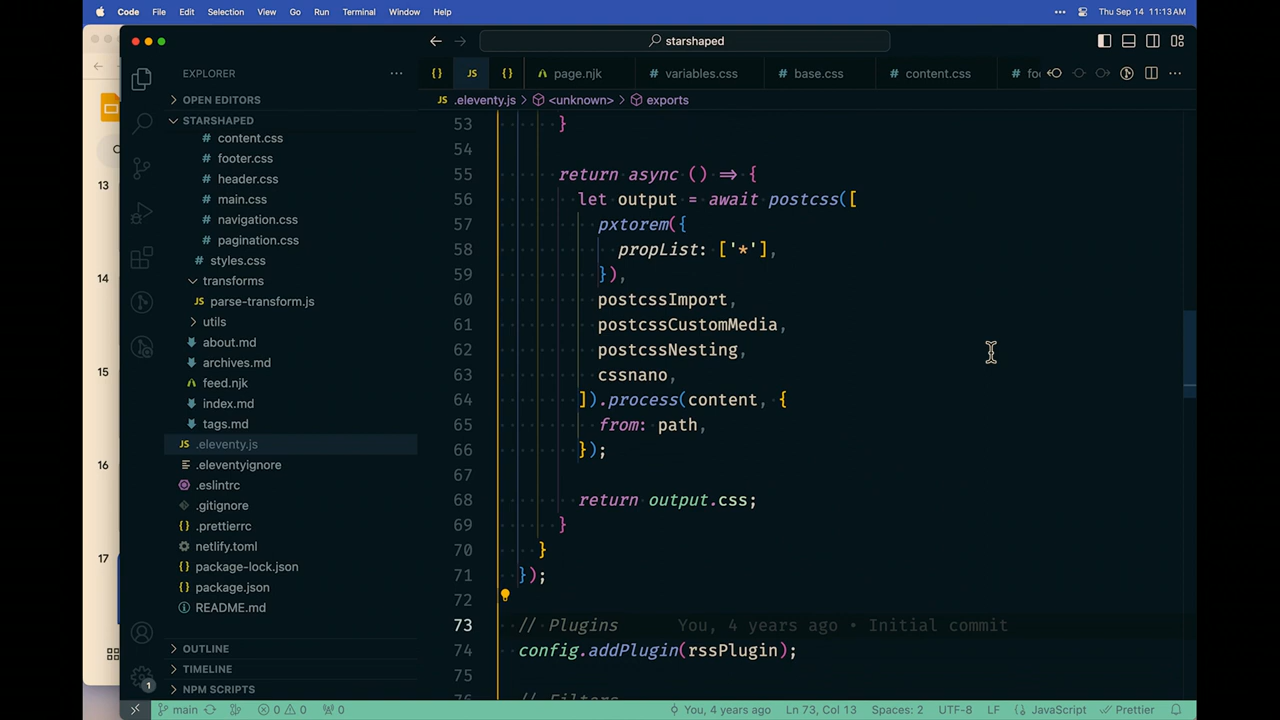 Code File Edit Selection View Go Run Terminal Window Help
Thu Sep 14 11:13 AM
starshaped
EXPLORER
page.njk
variables.css
base.css
content.css
.eleventy.js > <unknown> > exports
OPEN EDITORS
STARSHAPED
content.css
footer.css
header.css
main.css
navigation.css
pagination.css
styles.css
transforms
parse-transform.js
utils
about.md
archives.md
feed.njk
index.md
tags.md
.eleventy.js
.eleventyignore
.eslintrc
.gitignore
.prettierrc
netlify.toml
package-lock.json
package.json
README.md
OUTLINE
TIMELINE
NPM SCRIPTS
13
14
15
16
17
53 }
54
55 return async () => {
56 let output = await postcss([
57 pxtorem({
58 propList: ['*'],
59 }),
60 postcssImport,
61 postcssCustomMedia,
62 postcssNesting,
63 cssnano,
64 ]).process(content, {
65 from: path,
66 });
67
68 return output.css;
69 }
70 }
71 });
72
73 // Plugins You, 4 years ago • Initial commit
74 config.addPlugin(rssPlugin);
75
1
main 0 0 0 You, 4 years ago Ln 73, Col 13 Spaces: 2 UTF-8 LF {} JavaScript Prettier